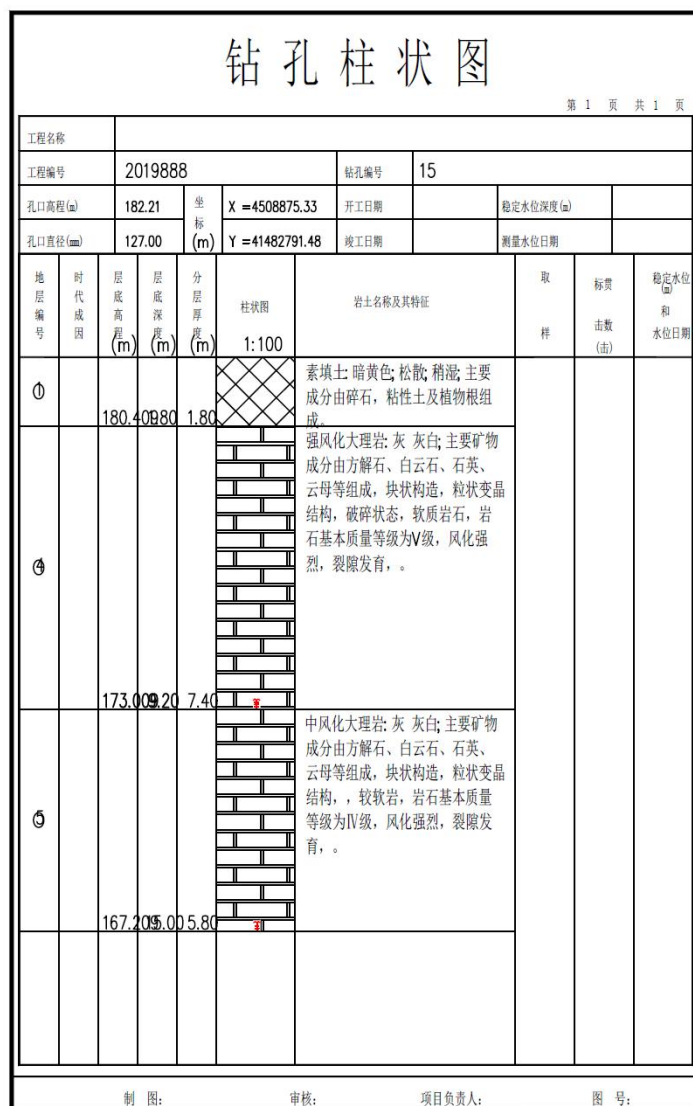 钻孔柱状图
第 1 页 共 1 页
工程名称
工程编号 2019888 钻孔编号 15
孔口高程(m) 182.21 坐标(m) X =4508875.33 开工日期 稳定水位深度(m)
孔口直径(mm) 127.00 Y =41482791.48 竣工日期 测量水位日期
地层编号 时代成因 层底高程(m) 层底深度(m) 分层厚度(m) 柱状图 1:100 岩土名称及其特征 取样 标贯击数(击) 稳定水位(m)和水位日期
① 180.409 1.80 1.80
素填土: 暗黄色; 松散; 稍湿; 主要
成分由碎石，粘性土及植物根组
成。
④ 173.009 9.20 7.40
强风化大理岩: 灰 灰白; 主要矿物
成分由方解石、白云石、石英、
云母等组成，块状构造，粒状变晶
结构，破碎状态，软质岩石，岩
石基本质量等级为V级，风化强
烈，裂隙发育，。
⑤ 167.209 15.00 5.80
中风化大理岩: 灰 灰白; 主要矿物
成分由方解石、白云石、石英、
云母等组成，块状构造，粒状变晶
结构，，较软岩，岩石基本质量
等级为Ⅳ级，风化强烈，裂隙发
育，。
制 图: 审核: 项目负责人: 图 号: